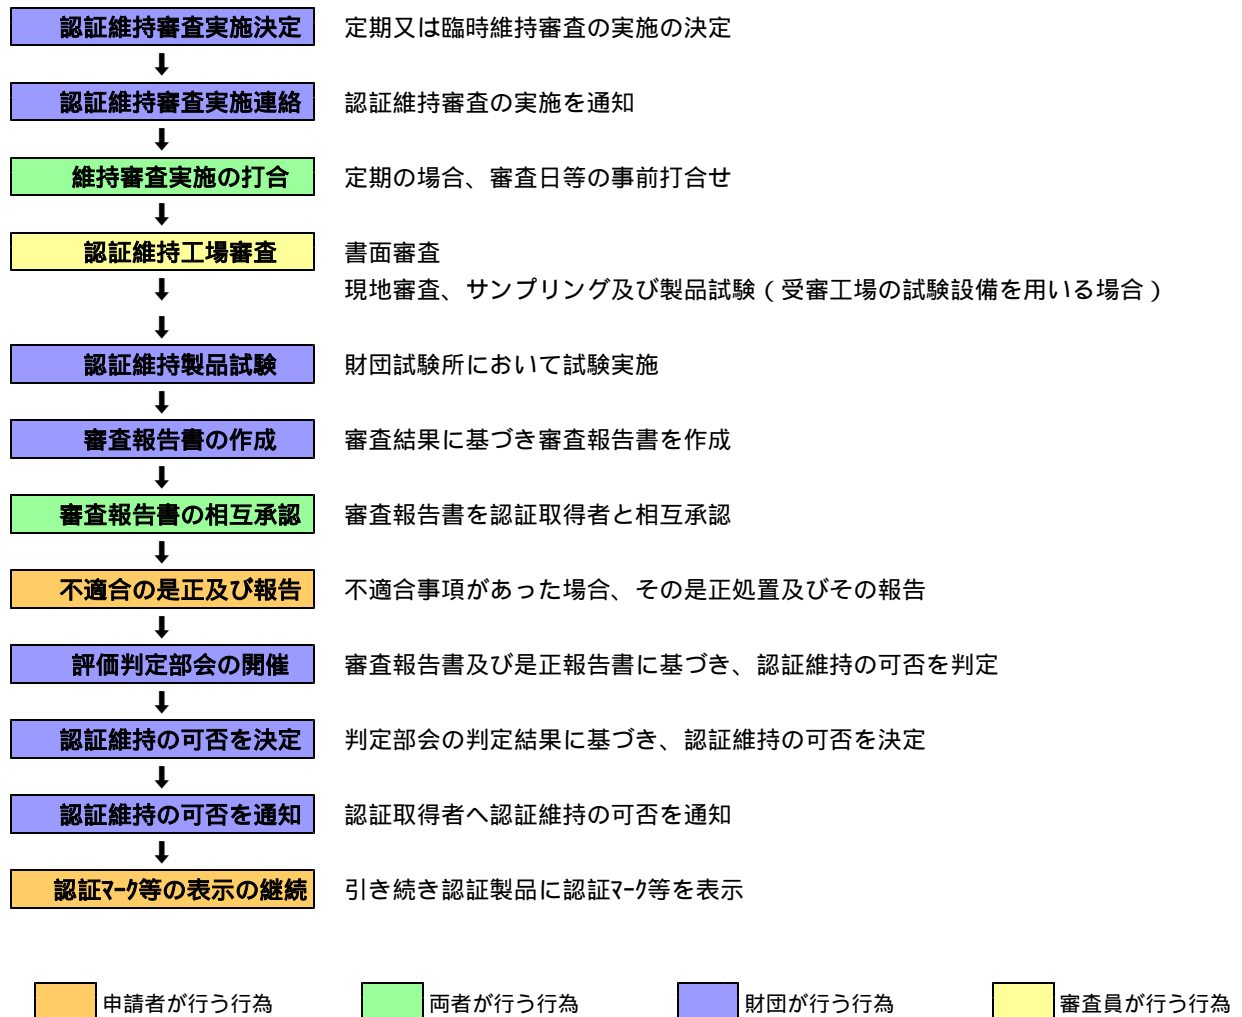 認証維持審査実施決定 定期又は臨時維持審査の実施の決定
⬇
認証維持審査実施連絡 認証維持審査の実施を通知
⬇
維持審査実施の打合 定期の場合、審査日等の事前打合せ
⬇
認証維持工場審査 書面審査
⬇ 現地審査、サンプリング及び製品試験（受審工場の試験設備を用いる場合）
⬇
認証維持製品試験 財団試験所において試験実施
⬇
審査報告書の作成 審査結果に基づき審査報告書を作成
⬇
審査報告書の相互承認 審査報告書を認証取得者と相互承認
⬇
不適合の是正及び報告 不適合事項があった場合、その是正処置及びその報告
⬇
評価判定部会の開催 審査報告書及び是正報告書に基づき、認証維持の可否を判定
⬇
認証維持の可否を決定 判定部会の判定結果に基づき、認証維持の可否を決定
⬇
認証維持の可否を通知 認証取得者へ認証維持の可否を通知
⬇
認証ﾏｰｸ等の表示の継続 引き続き認証製品に認証ﾏｰｸ等を表示
申請者が行う行為 両者が行う行為 財団が行う行為 審査員が行う行為